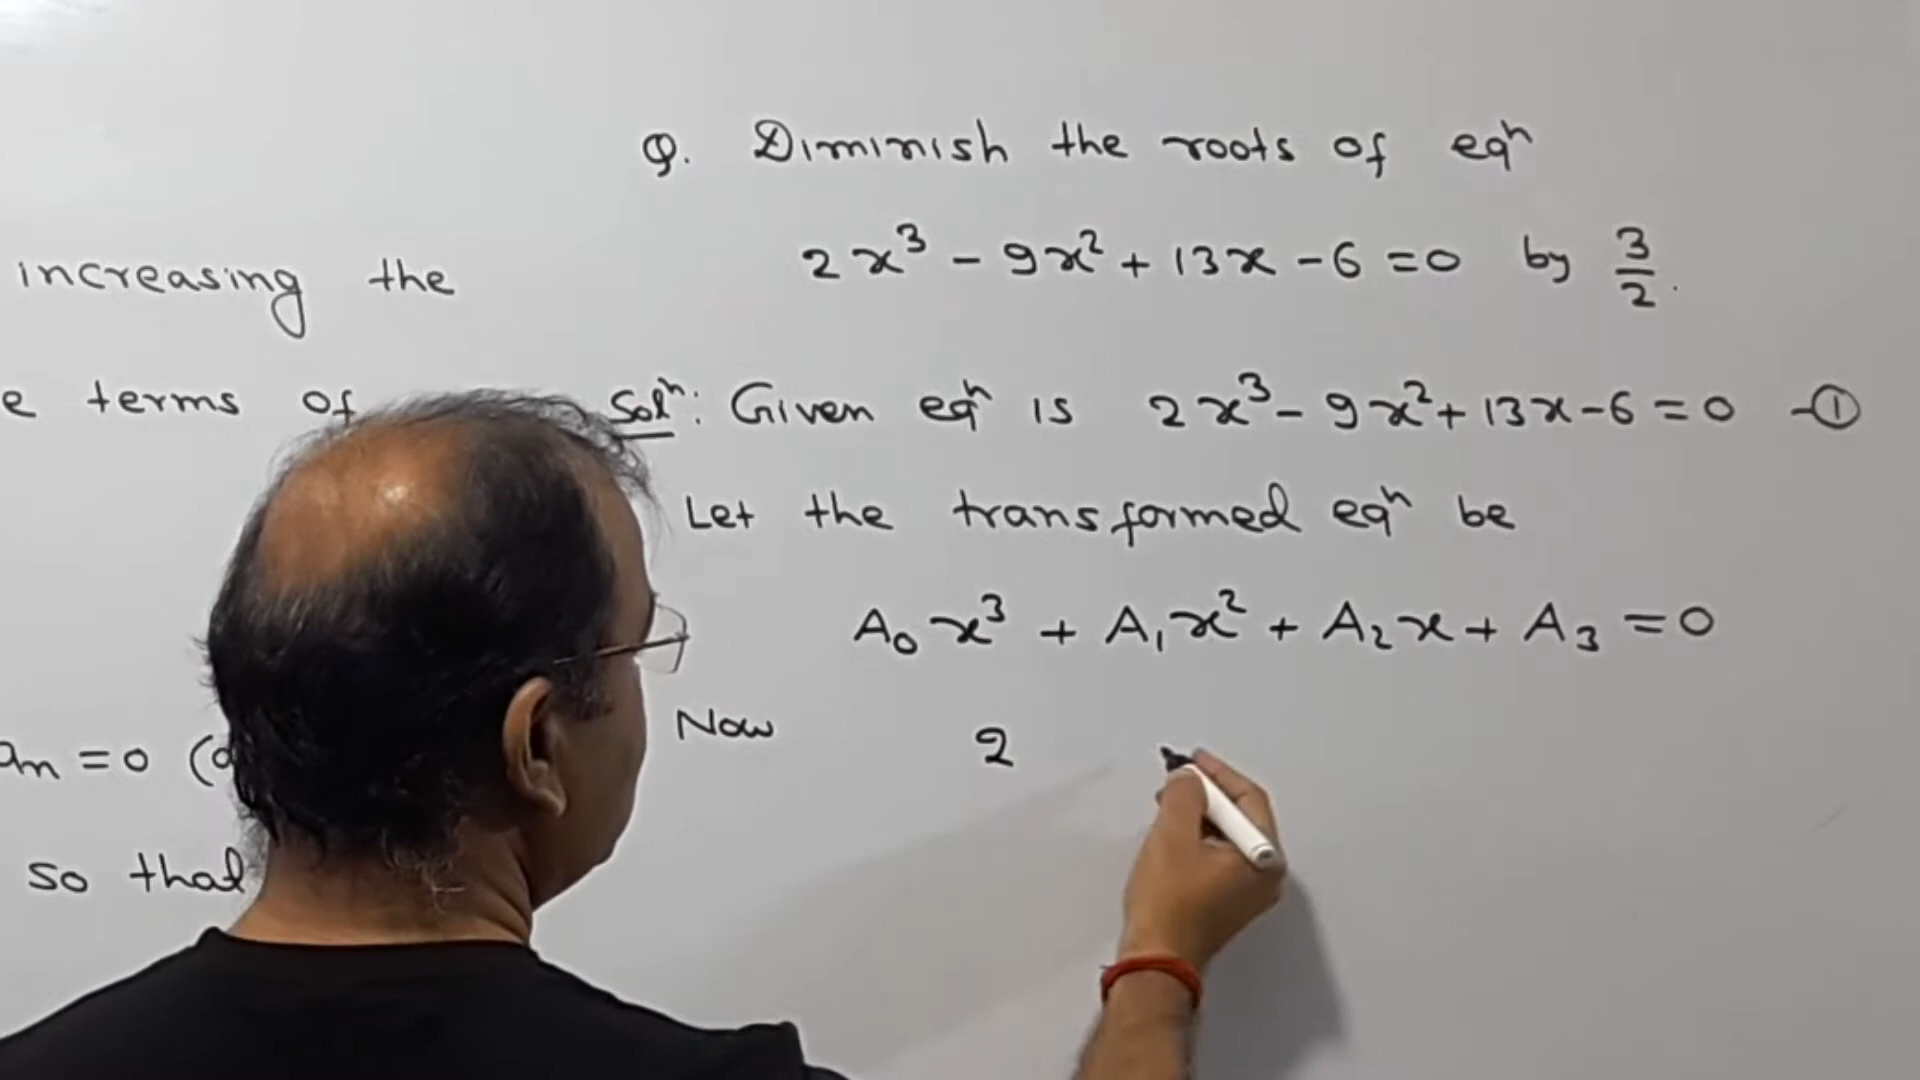 increasing the
e terms of
an = 0 (a
so that
Q. Diminish the roots of eqⁿ
2x³ - 9x² + 13x - 6 = 0 by 3/2.
Solⁿ: Given eqⁿ is 2x³ - 9x² + 13x - 6 = 0 -①
Let the transformed eqⁿ be
A₀x³ + A₁x² + A₂x + A₃ = 0
Now 2